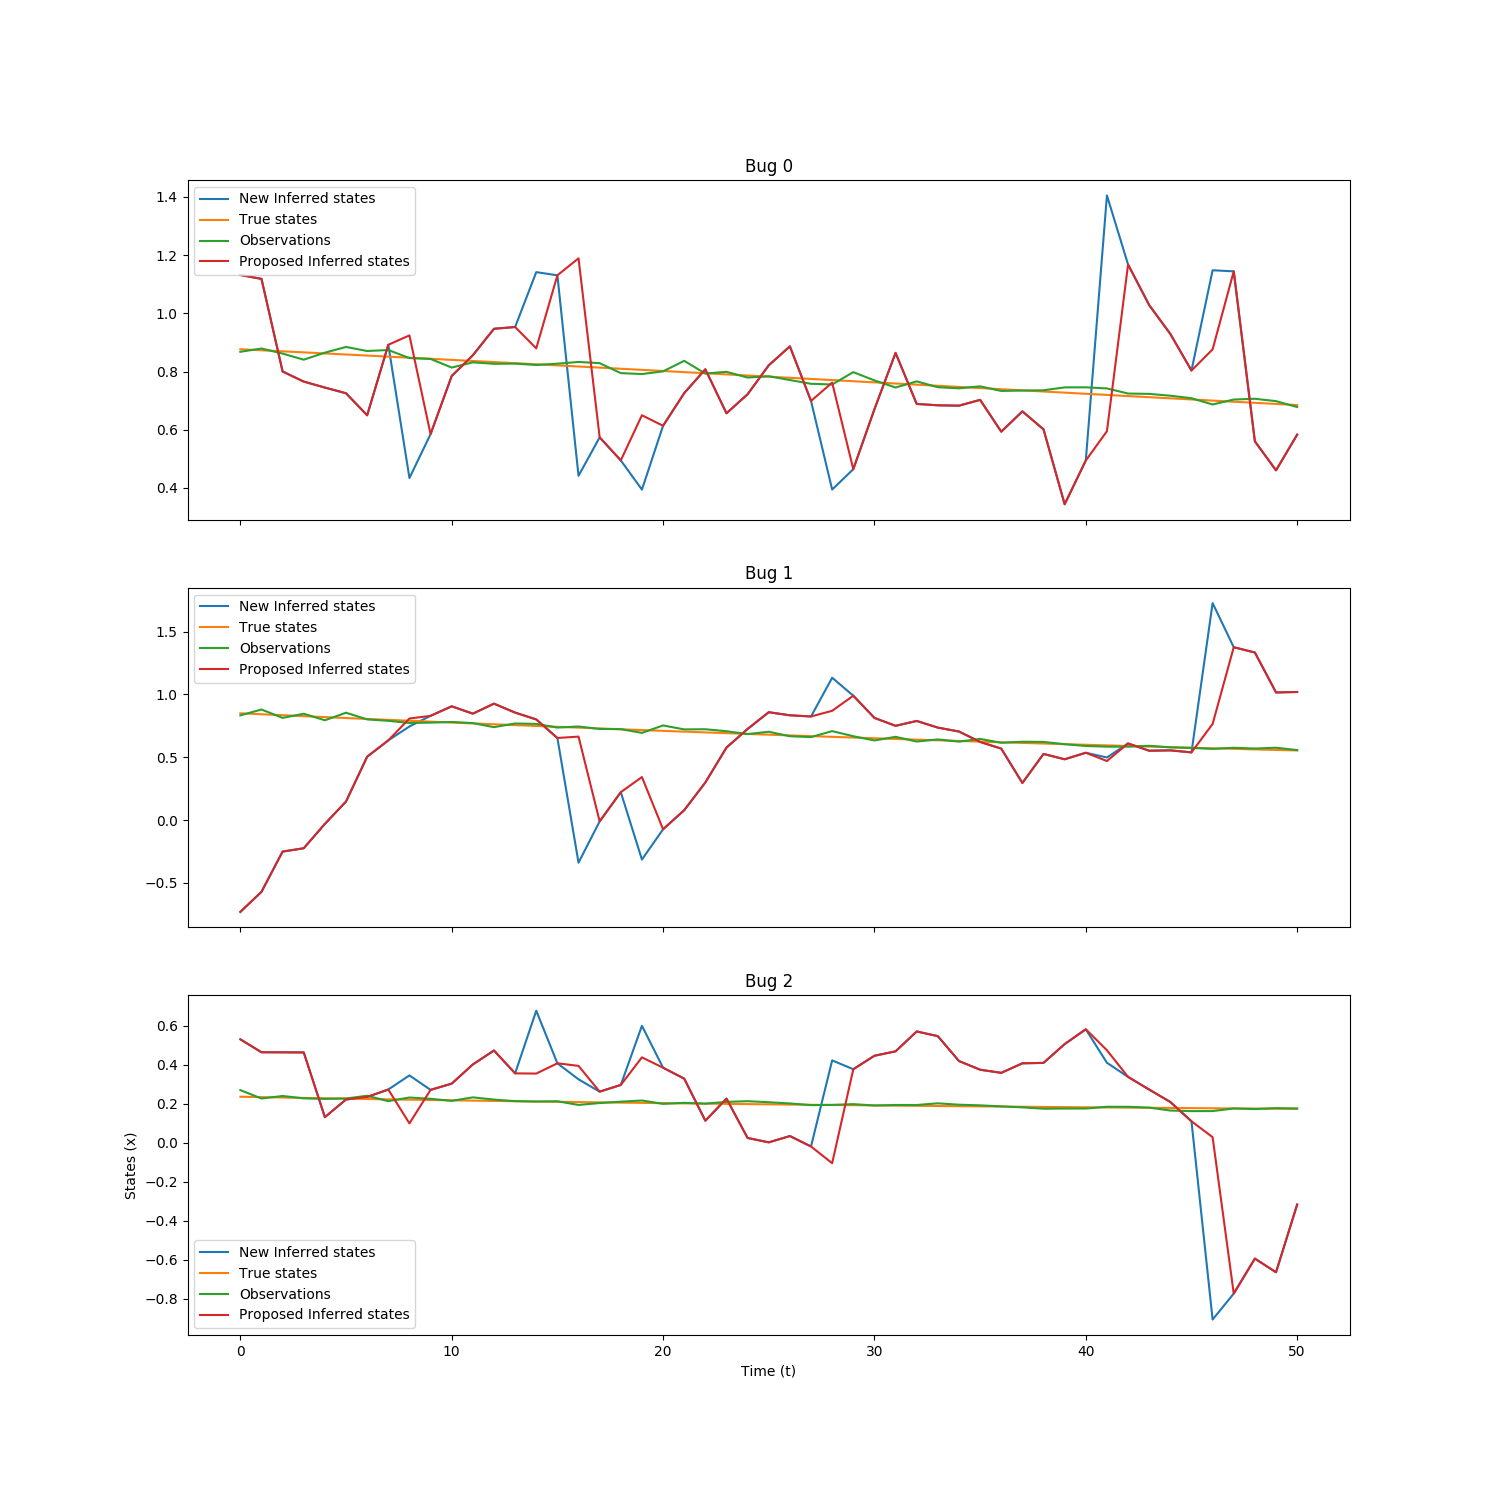 Bug 0
1.4
1.2
1.0
0.8
0.6
0.4
New Inferred states
True states
Observations
Proposed Inferred states
Bug 1
1.5
1.0
0.5
0.0
−0.5
New Inferred states
True states
Observations
Proposed Inferred states
Bug 2
States (x)
0.6
0.4
0.2
0.0
−0.2
−0.4
−0.6
−0.8
New Inferred states
True states
Observations
Proposed Inferred states
0 10 20 30 40 50
Time (t)